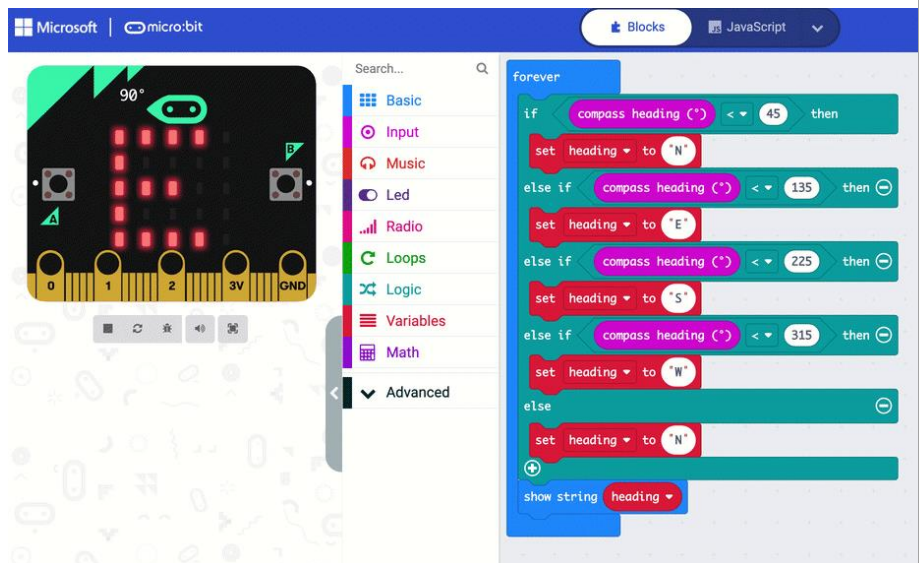 Microsoft | micro:bit
Blocks
JS JavaScript
90°
B
A
0 1 2 3V GND
Search...
Basic
Input
Music
Led
Radio
Loops
Logic
Variables
Math
Advanced
forever
if compass heading (°) < 45 then
set heading to "N"
else if compass heading (°) < 135 then
set heading to "E"
else if compass heading (°) < 225 then
set heading to "S"
else if compass heading (°) < 315 then
set heading to "W"
else
set heading to "N"
show string heading